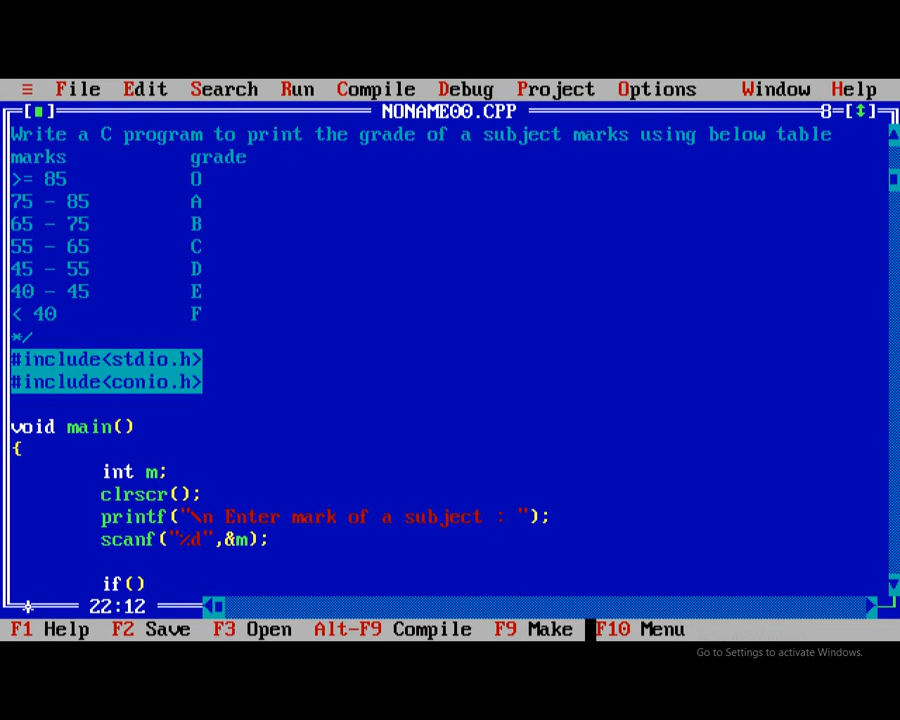 ≡ File Edit Search Run Compile Debug Project Options Window Help
[■] NONAME00.CPP 8=[↕]
Write a C program to print the grade of a subject marks using below table
marks grade
>= 85 O
75 - 85 A
65 - 75 B
55 - 65 C
45 - 55 D
40 - 45 E
< 40 F
*/
#include<stdio.h>
#include<conio.h>
void main()
{
int m;
clrscr();
printf("\n Enter mark of a subject : ");
scanf("%d",&m);
if()
22:12
F1 Help F2 Save F3 Open Alt-F9 Compile F9 Make F10 Menu
Go to Settings to activate Windows.